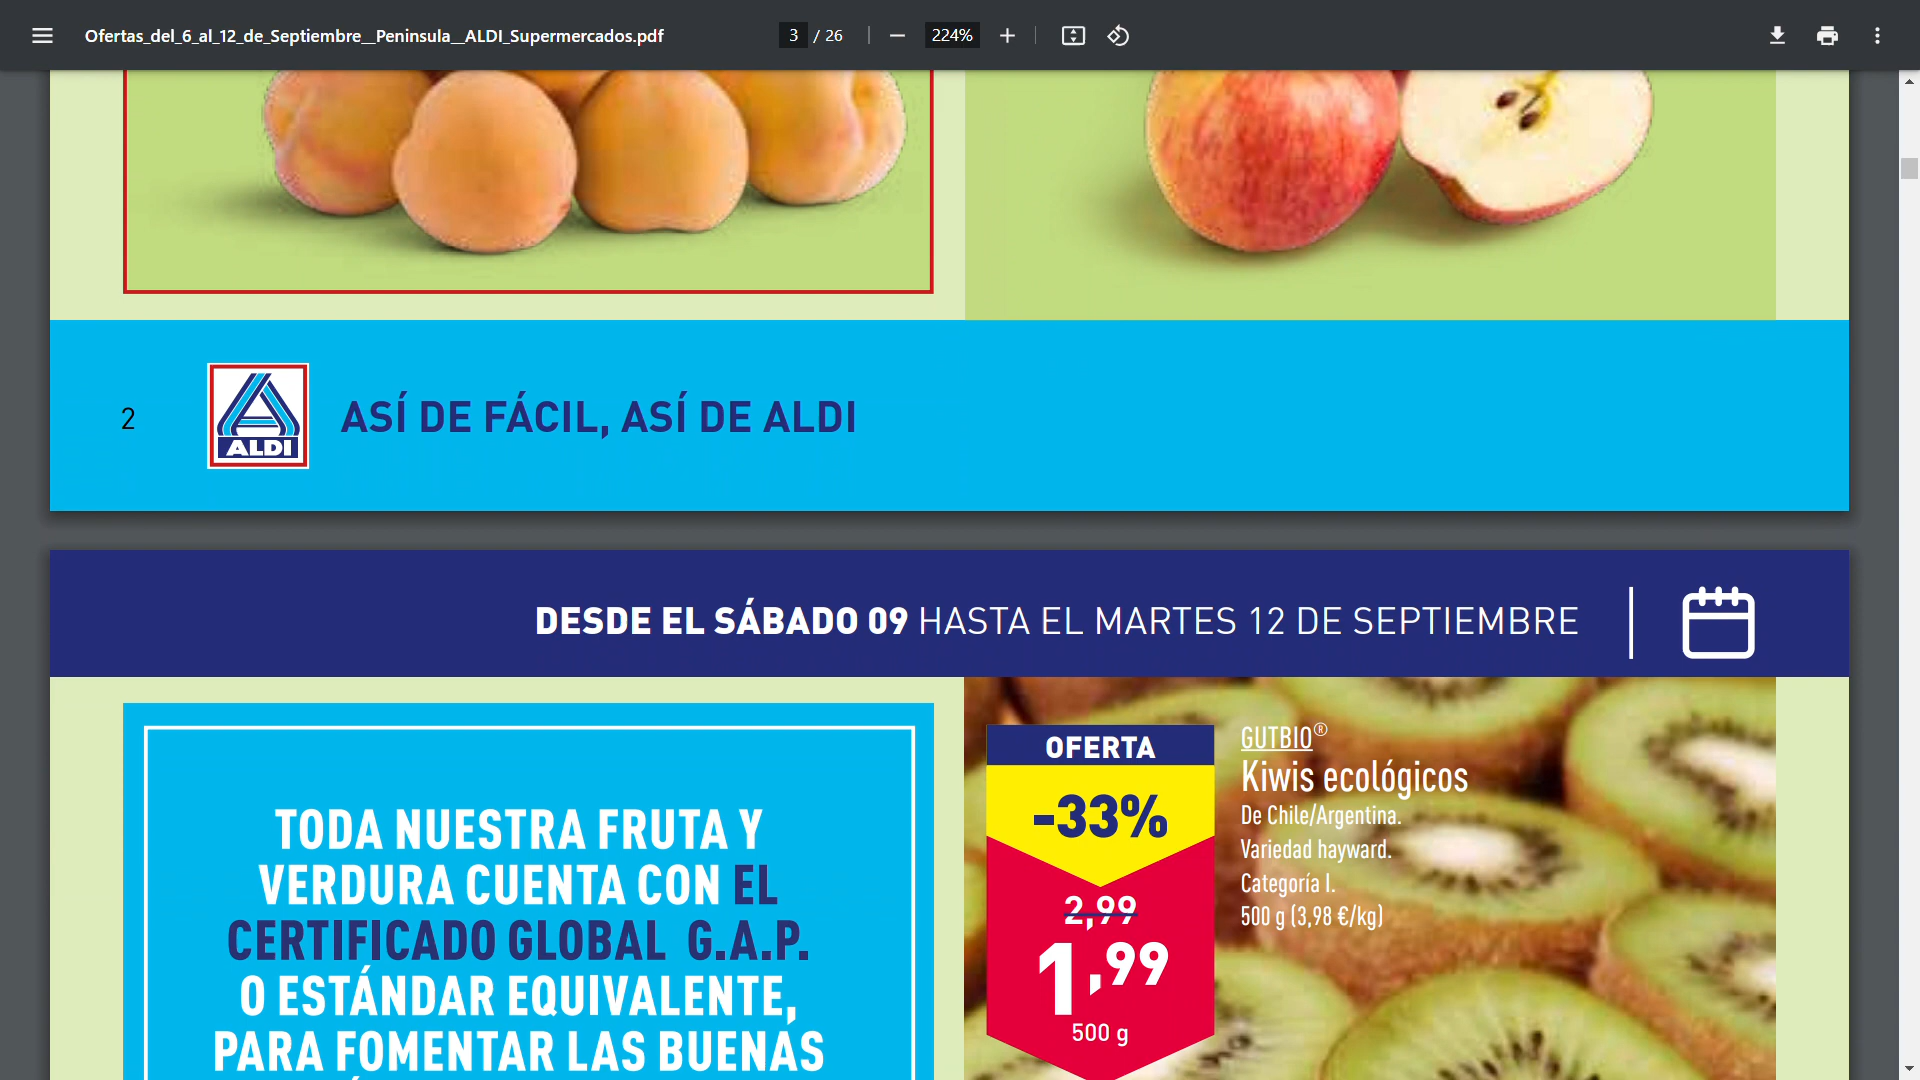 Ofertas_del_6_al_12_de_Septiembre__Peninsula__ALDI_Supermercados.pdf
3 / 26
224%
2
ALDI
ASÍ DE FÁCIL, ASÍ DE ALDI
DESDE EL SÁBADO 09 HASTA EL MARTES 12 DE SEPTIEMBRE
TODA NUESTRA FRUTA Y
VERDURA CUENTA CON EL
CERTIFICADO GLOBAL G.A.P.
O ESTÁNDAR EQUIVALENTE,
PARA FOMENTAR LAS BUENAS
OFERTA
-33%
2,99
1,99
500 g
GUTBIO®
Kiwis ecológicos
De Chile/Argentina.
Variedad hayward.
Categoría I.
500 g (3,98 €/kg)